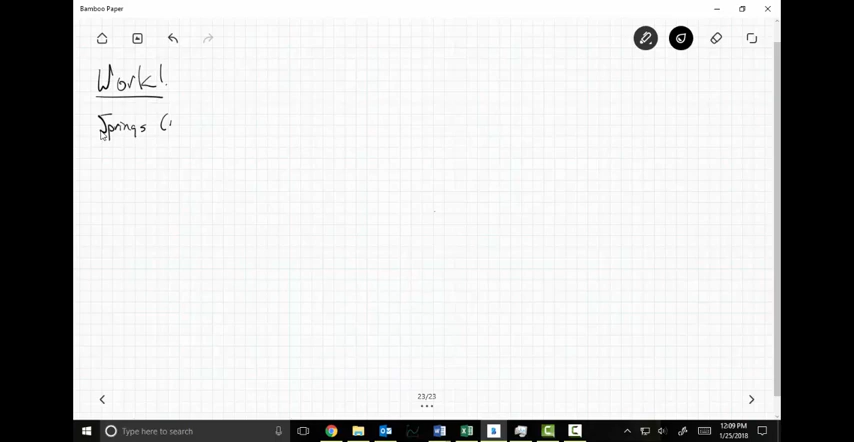 Bamboo Paper
Work!
Springs (
23/23
Type here to search
12:09 PM
1/25/2018